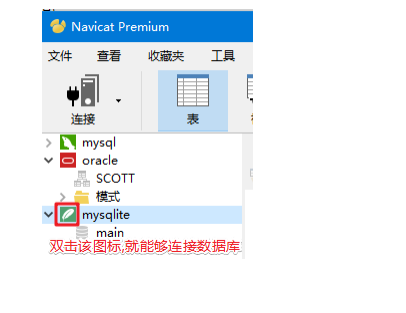 Navicat Premium
文件 查看 收藏夹 工具
连接 表
mysql
oracle
SCOTT
模式
mysqlite
main
双击该图标,就能够连接数据库